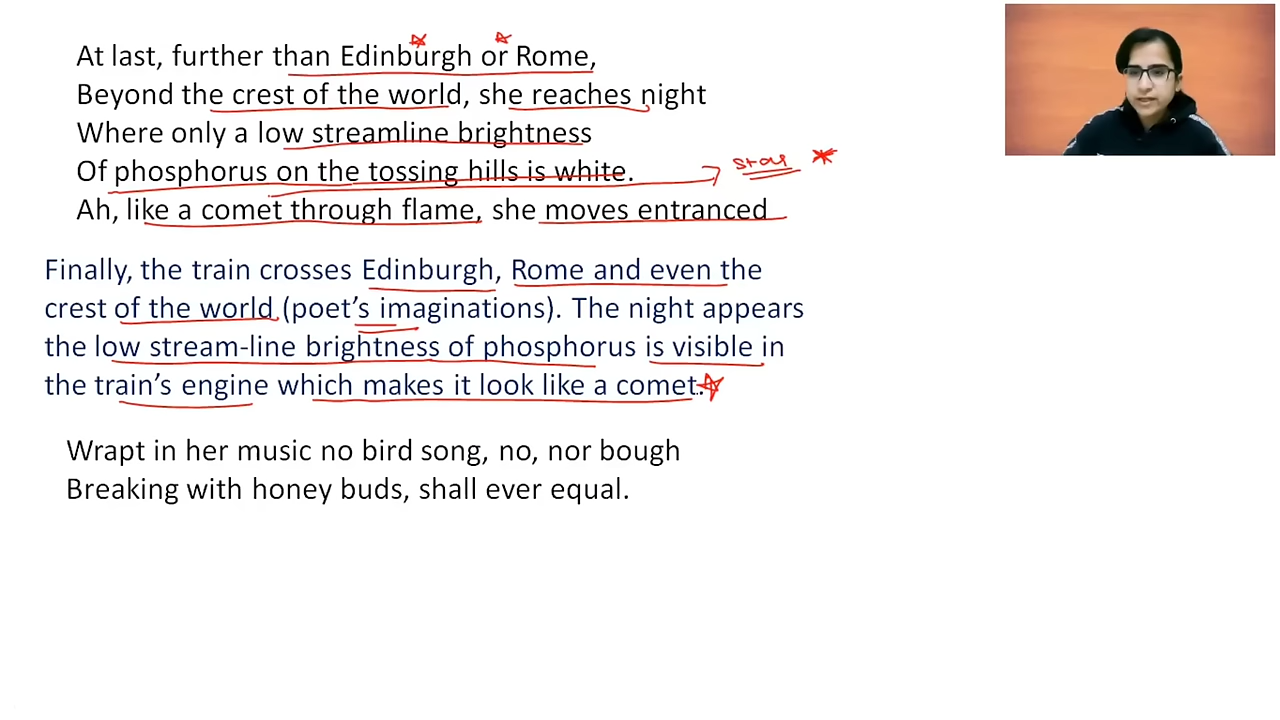 At last, further than Edinburgh or Rome,
Beyond the crest of the world, she reaches night
Where only a low streamline brightness
Of phosphorus on the tossing hills is white.
star
Ah, like a comet through flame, she moves entranced
Finally, the train crosses Edinburgh, Rome and even the
crest of the world (poet's imaginations). The night appears
the low stream-line brightness of phosphorus is visible in
the train's engine which makes it look like a comet.
Wrapt in her music no bird song, no, nor bough
Breaking with honey buds, shall ever equal.